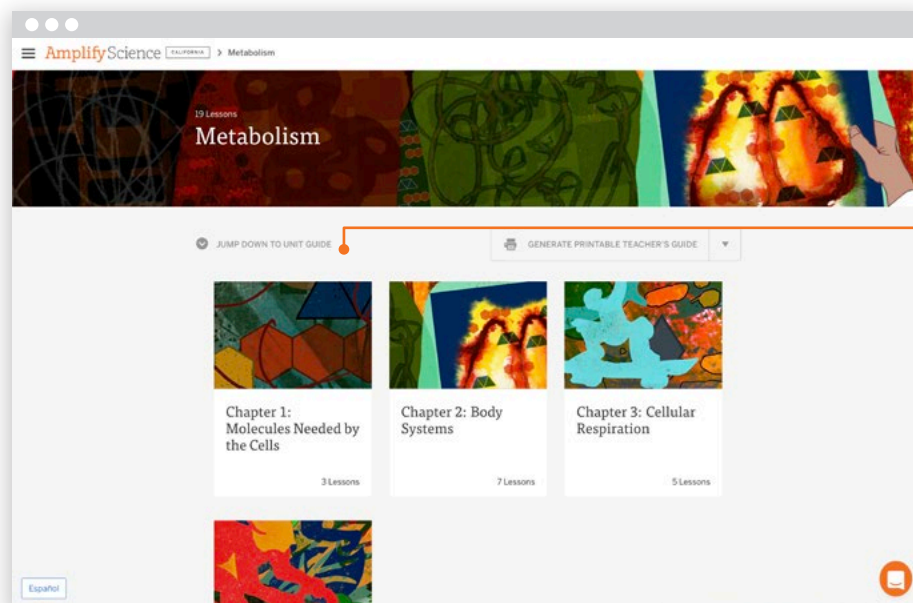 AmplifyScience CALIFORNIA > Metabolism
19 Lessons
Metabolism
JUMP DOWN TO UNIT GUIDE
GENERATE PRINTABLE TEACHER'S GUIDE
Chapter 1:
Molecules Needed by
the Cells
3 Lessons
Chapter 2: Body
Systems
7 Lessons
Chapter 3: Cellular
Respiration
5 Lessons
Español